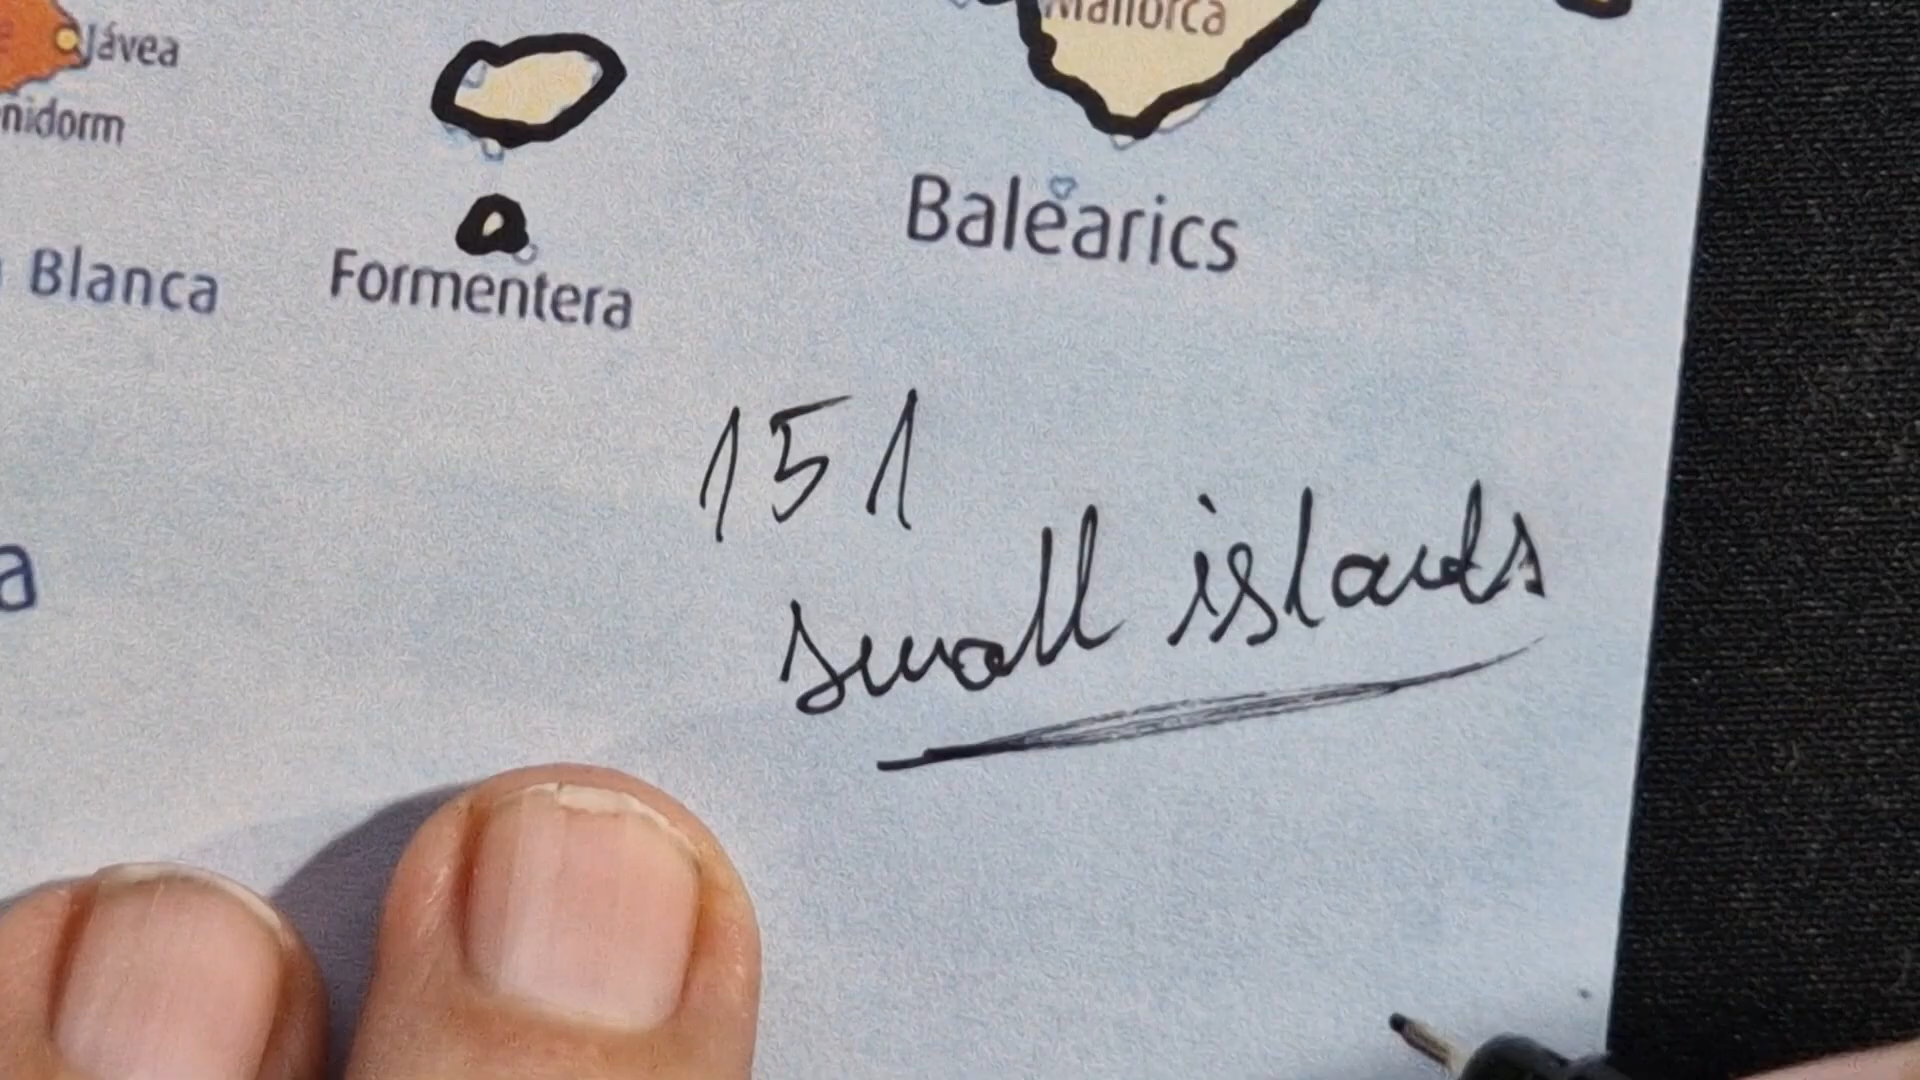 Mallorca
Jávea
nidorm
Balearics
Blanca
Formentera
151
small islands
a